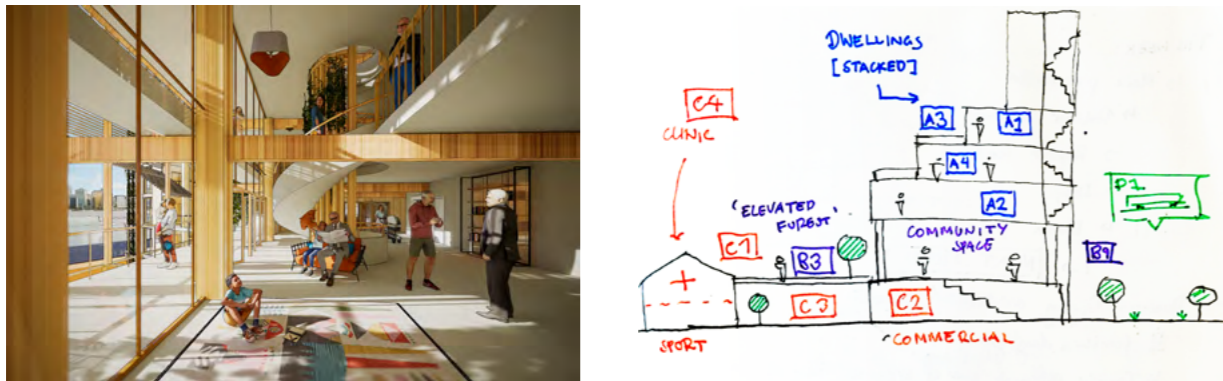 DWELLINGS
[STACKED]
C4
CLINIC
A3
A1
A4
P1
'ELEVATED
FOREST'
A2
COMMUNITY
SPACE
C1
B3
B9
C3
C2
SPORT
COMMERCIAL